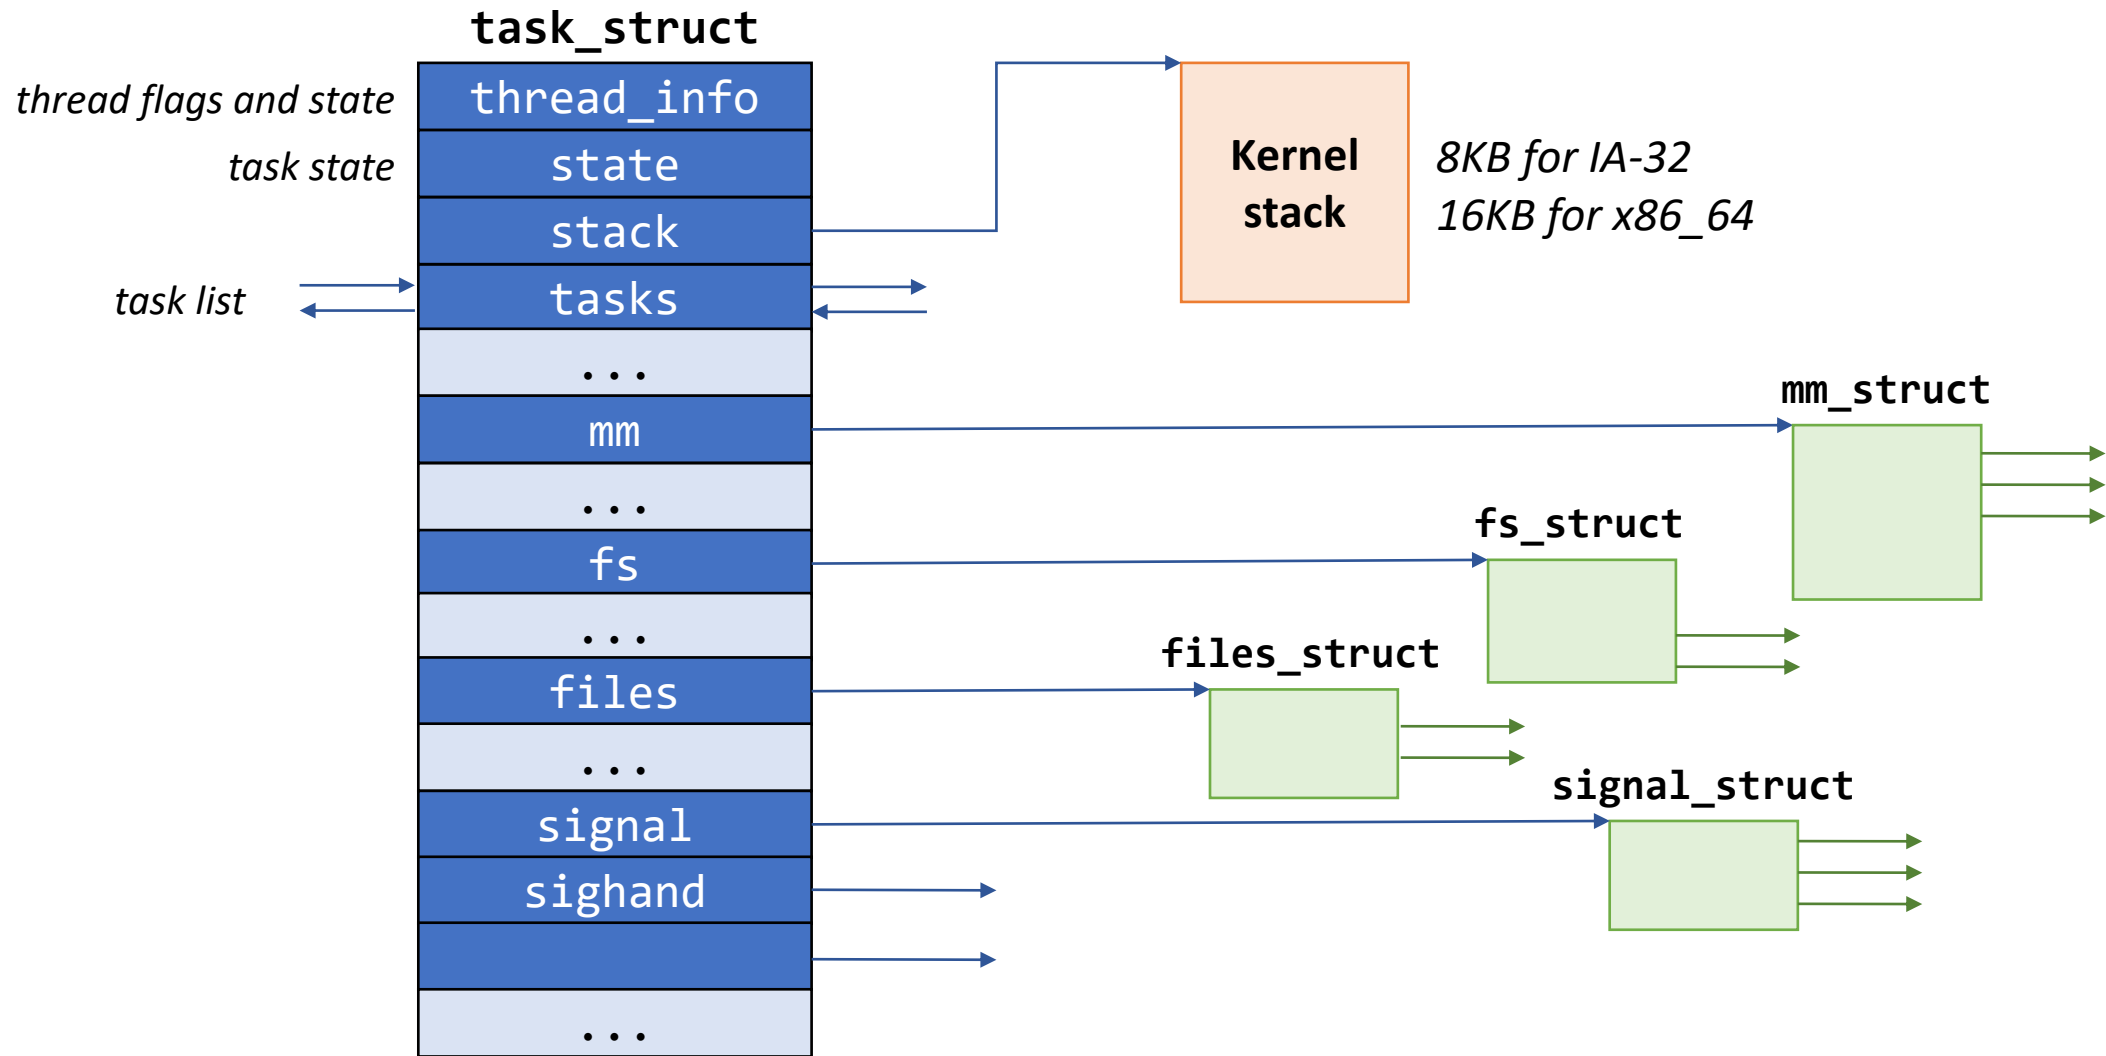 task_struct
thread flags and state
thread_info
task state
state
stack
task list
tasks
...
mm
...
fs
...
files
...
signal
sighand
...
Kernel
stack
8KB for IA-32
16KB for x86_64
mm_struct
fs_struct
files_struct
signal_struct